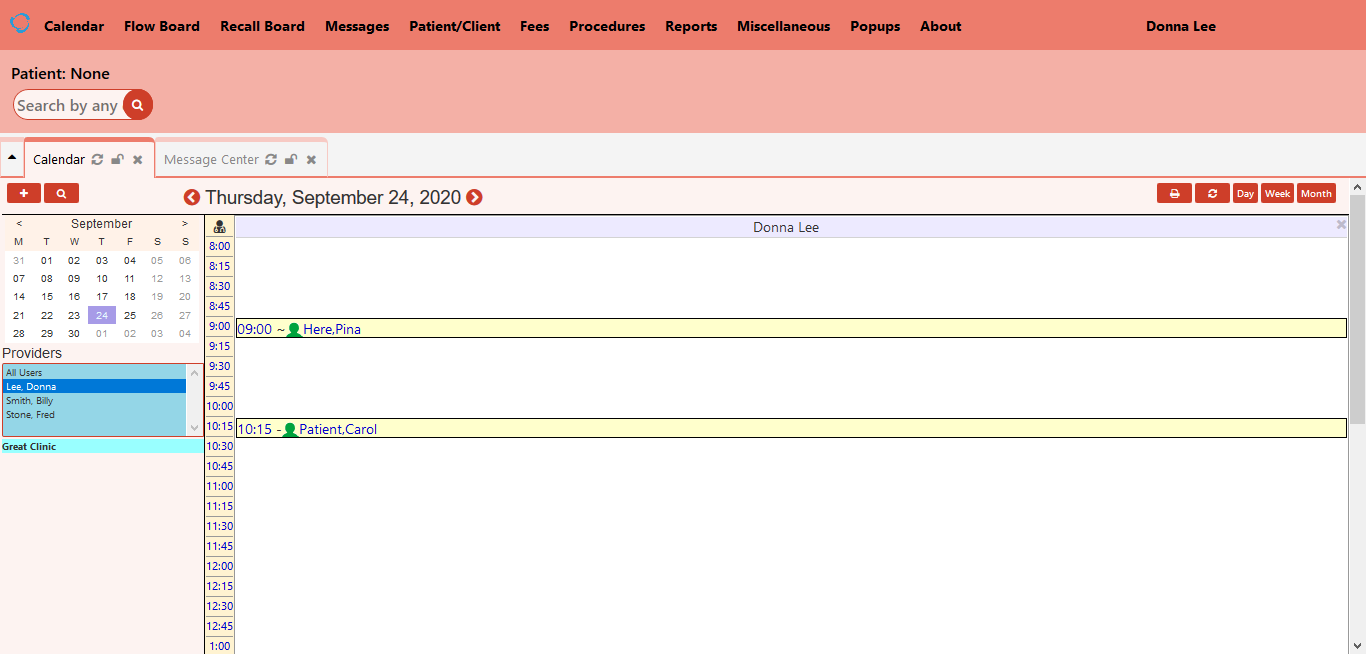 Calendar Flow Board Recall Board Messages Patient/Client Fees Procedures Reports Miscellaneous Popups About Donna Lee
Patient: None
Search by any
Calendar Message Center
Thursday, September 24, 2020 Day Week Month
< September >
M T W T F S S
31 01 02 03 04 05 06
07 08 09 10 11 12 13
14 15 16 17 18 19 20
21 22 23 24 25 26 27
28 29 30 01 02 03 04
Providers
All Users
Lee, Donna
Smith, Billy
Stone, Fred
Great Clinic
Donna Lee
8:00
8:15
8:30
8:45
9:00 09:00 ~ Here,Pina
9:15
9:30
9:45
10:00
10:15 10:15 - Patient,Carol
10:30
10:45
11:00
11:15
11:30
11:45
12:00
12:15
12:30
12:45
1:00